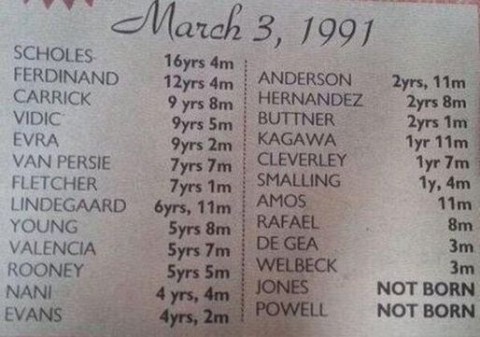 March 3, 1991
SCHOLES 16yrs 4m
FERDINAND 12yrs 4m
CARRICK 9 yrs 8m
VIDIC 9yrs 5m
EVRA 9yrs 2m
VAN PERSIE 7yrs 7m
FLETCHER 7yrs 1m
LINDEGAARD 6yrs, 11m
YOUNG 5yrs 8m
VALENCIA 5yrs 7m
ROONEY 5yrs 5m
NANI 4 yrs, 4m
EVANS 4yrs, 2m
ANDERSON 2yrs, 11m
HERNANDEZ 2yrs 8m
BUTTNER 2yrs 1m
KAGAWA 1yr 11m
CLEVERLEY 1yr 7m
SMALLING 1y, 4m
AMOS 11m
RAFAEL 8m
DE GEA 3m
WELBECK 3m
JONES NOT BORN
POWELL NOT BORN